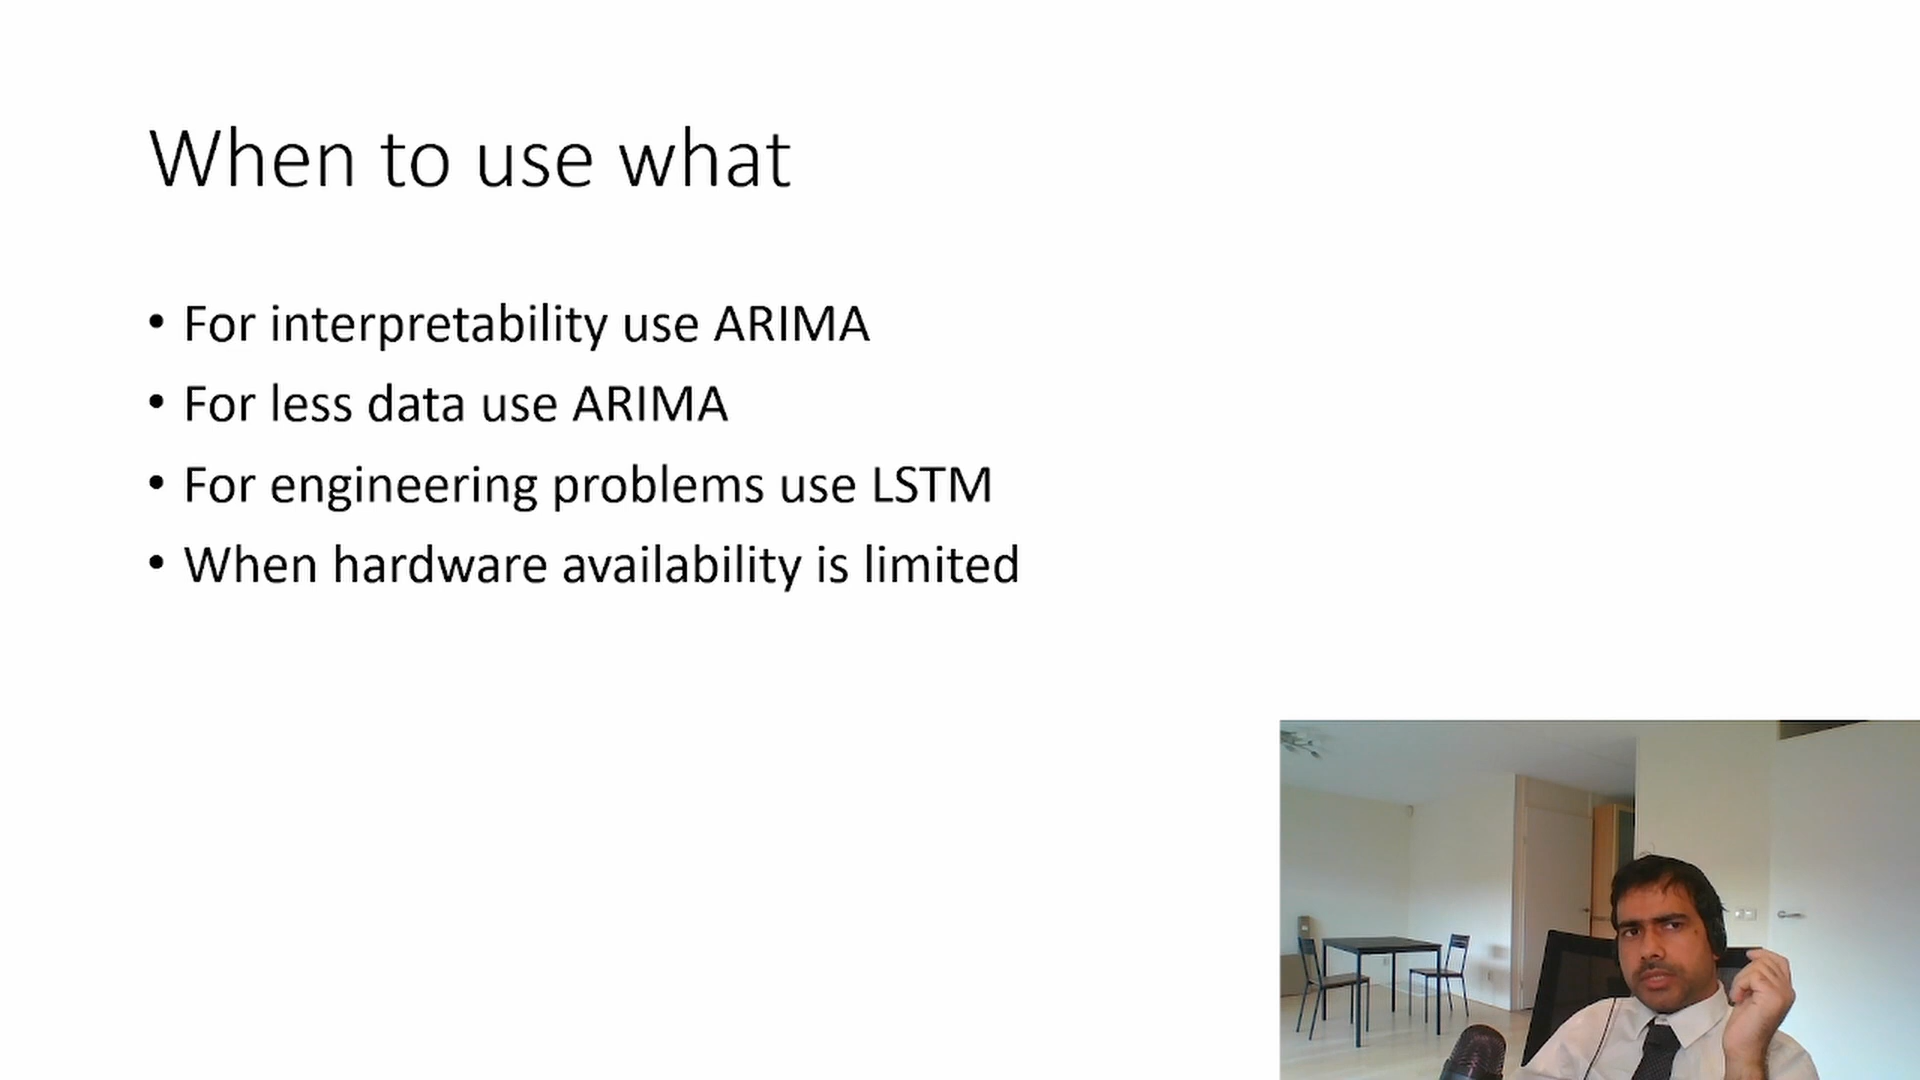 When to use what
• For interpretability use ARIMA
• For less data use ARIMA
• For engineering problems use LSTM
• When hardware availability is limited